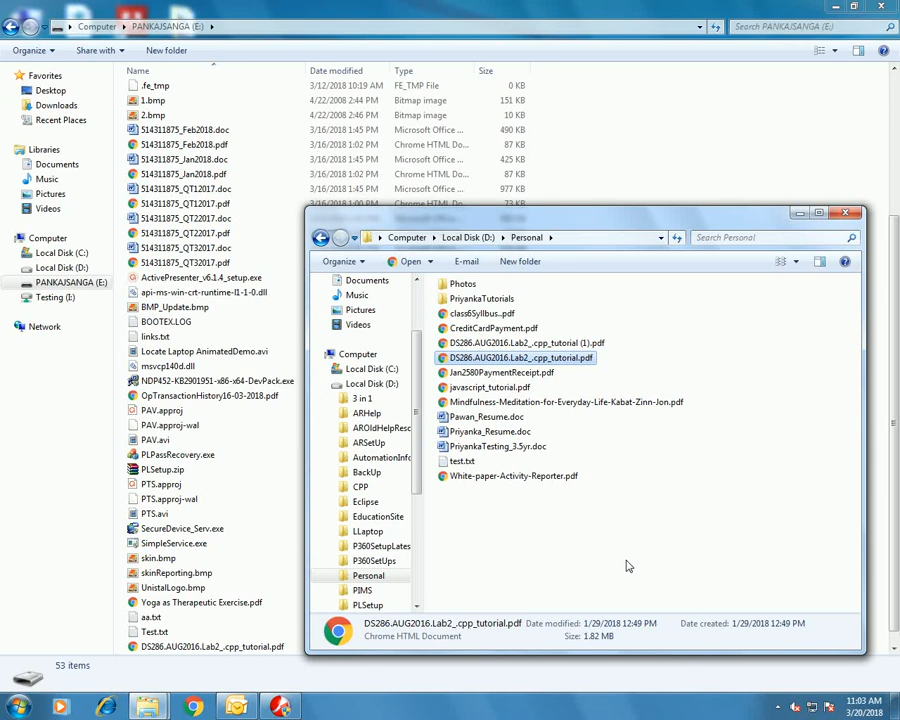 Computer ▸ PANKAJSANGA (E:) ▸
Search PANKAJSANGA (E:)
Organize Share with New folder
Favorites
Desktop
Downloads
Recent Places
Libraries
Documents
Music
Pictures
Videos
Computer
Local Disk (C:)
Local Disk (D:)
PANKAJSANGA (E:)
Testing (I:)
Network
Name Date modified Type Size
.fe_tmp 3/12/2018 10:19 AM FE_TMP File 0 KB
1.bmp 4/22/2008 2:44 PM Bitmap image 151 KB
2.bmp 4/22/2008 2:46 PM Bitmap image 10 KB
514311875_Feb2018.doc 3/16/2018 1:45 PM Microsoft Office ... 490 KB
514311875_Feb2018.pdf 3/16/2018 1:02 PM Chrome HTML Do... 87 KB
514311875_Jan2018.doc 3/16/2018 1:45 PM Microsoft Office ... 425 KB
514311875_Jan2018.pdf 3/16/2018 1:02 PM Chrome HTML Do... 87 KB
514311875_QT12017.doc 3/16/2018 1:45 PM Microsoft Office ... 977 KB
514311875_QT12017.pdf 3/16/2018 1:00 PM Chrome HTML Do... 73 KB
514311875_QT22017.doc
514311875_QT22017.pdf
514311875_QT32017.doc
514311875_QT32017.pdf
ActivePresenter_v6.1.4_setup.exe
api-ms-win-crt-runtime-l1-1-0.dll
BMP_Update.bmp
BOOTEX.LOG
links.txt
Locate Laptop AnimatedDemo.avi
msvcp140d.dll
NDP452-KB2901951-x86-x64-DevPack.exe
OpTransactionHistory16-03-2018.pdf
PAV.approj
PAV.approj-wal
PAV.avi
PLPassRecovery.exe
PLSetup.zip
PTS.approj
PTS.approj-wal
PTS.avi
SecureDevice_Serv.exe
SimpleService.exe
skin.bmp
skinReporting.bmp
UnistalLogo.bmp
Yoga as Therapeutic Exercise.pdf
aa.txt
Test.txt
DS286.AUG2016.Lab2_.cpp_tutorial.pdf
53 items
Computer ▸ Local Disk (D:) ▸ Personal ▸
Search Personal
Organize Open E-mail New folder
Documents
Music
Pictures
Videos
Computer
Local Disk (C:)
Local Disk (D:)
3 in 1
ARHelp
AROldHelpResc
ARSetUp
AutomationInfo
BackUp
CPP
Eclipse
EducationSite
LLaptop
P360SetupLates
P360SetUps
Personal
PIMS
PLSetup
Photos
PriyankaTutorials
class6Syllbus..pdf
CreditCardPayment.pdf
DS286.AUG2016.Lab2_.cpp_tutorial (1).pdf
DS286.AUG2016.Lab2_.cpp_tutorial.pdf
Jan2580PaymentReceipt.pdf
javascript_tutorial.pdf
Mindfulness-Meditation-for-Everyday-Life-Kabat-Zinn-Jon.pdf
Pawan_Resume.doc
Priyanka_Resume.doc
PriyankaTesting_3.5yr.doc
test.txt
White-paper-Activity-Reporter.pdf
DS286.AUG2016.Lab2_.cpp_tutorial.pdf Date modified: 1/29/2018 12:49 PM Date created: 1/29/2018 12:49 PM
Chrome HTML Document Size: 1.82 MB
11:03 AM
3/20/2018